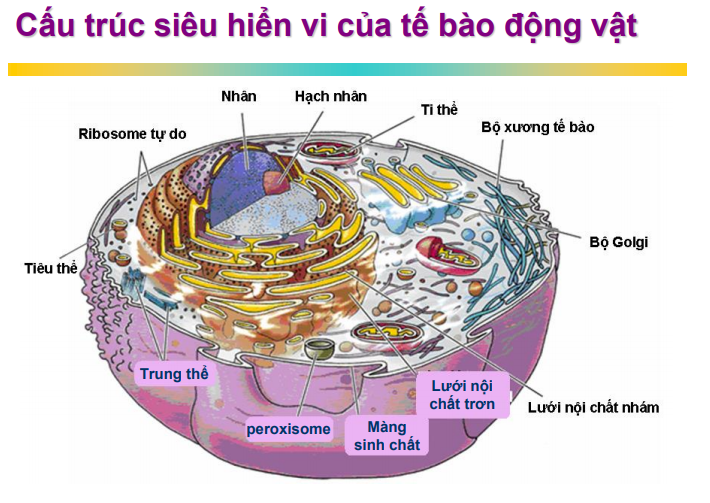 Cấu trúc siêu hiển vi của tế bào động vật
Nhân
Hạch nhân
Ti thể
Bộ xương tế bào
Ribosome tự do
Bộ Golgi
Tiêu thể
Trung thể
Lưới nội
chất trơn
Lưới nội chất nhám
peroxisome
Màng
sinh chất